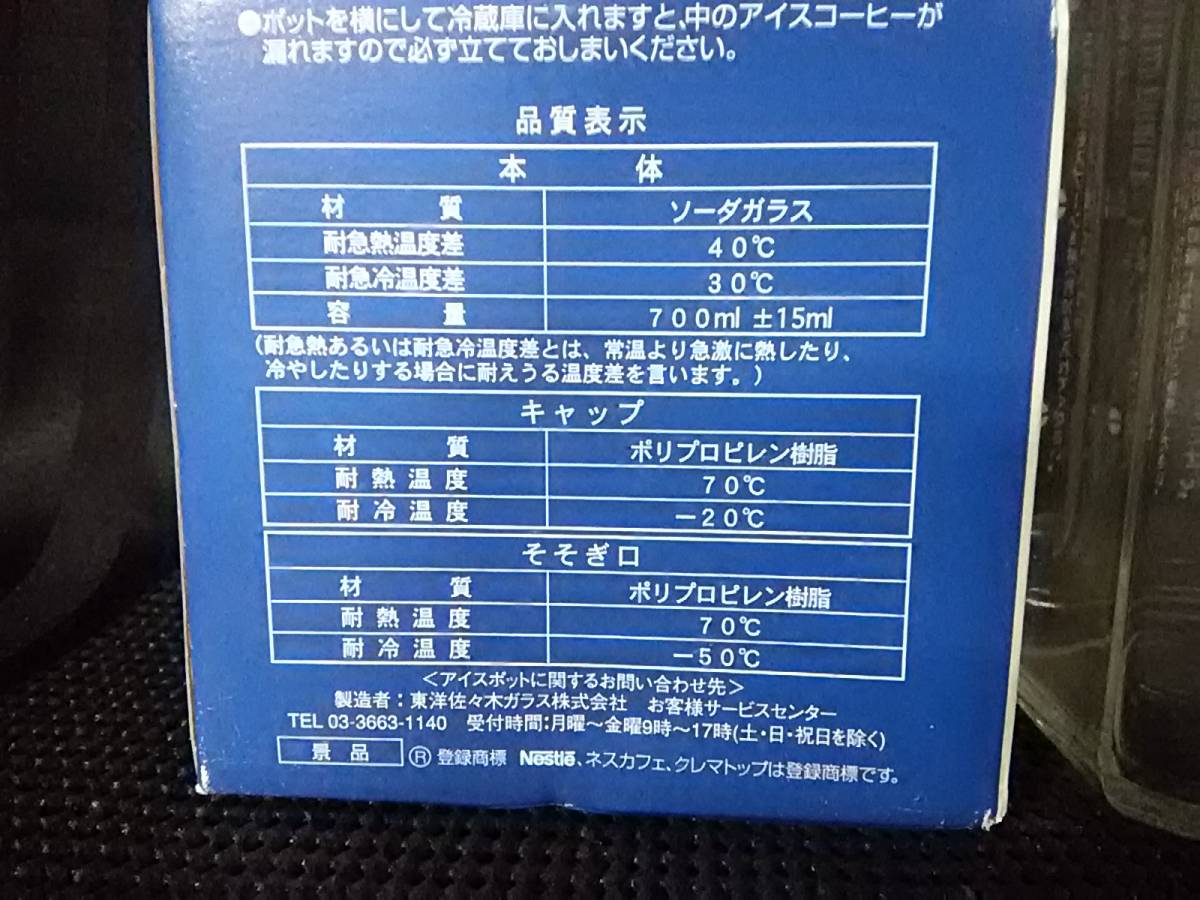 ●ポットを横にして冷蔵庫に入れますと、中のアイスコーヒーが
漏れますので必ず立てておしまいください。
品質表示
本体
材質 ソーダガラス
耐急熱温度差 40℃
耐急冷温度差 30℃
容量 700ml ±15ml
(耐急熱あるいは耐急冷温度差とは、常温より急激に熱したり、
冷やしたりする場合に耐えうる温度差を言います。)
キャップ
材質 ポリプロピレン樹脂
耐熱温度 70℃
耐冷温度 −20℃
そそぎ口
材質 ポリプロピレン樹脂
耐熱温度 70℃
耐冷温度 −50℃
<アイスポットに関するお問い合わせ先>
製造者:東洋佐々木ガラス株式会社 お客様サービスセンター
TEL 03-3663-1140 受付時間:月曜〜金曜9時〜17時(土・日・祝日を除く)
景品 ®登録商標 Nestlé、ネスカフェ、クレマトップは登録商標です。